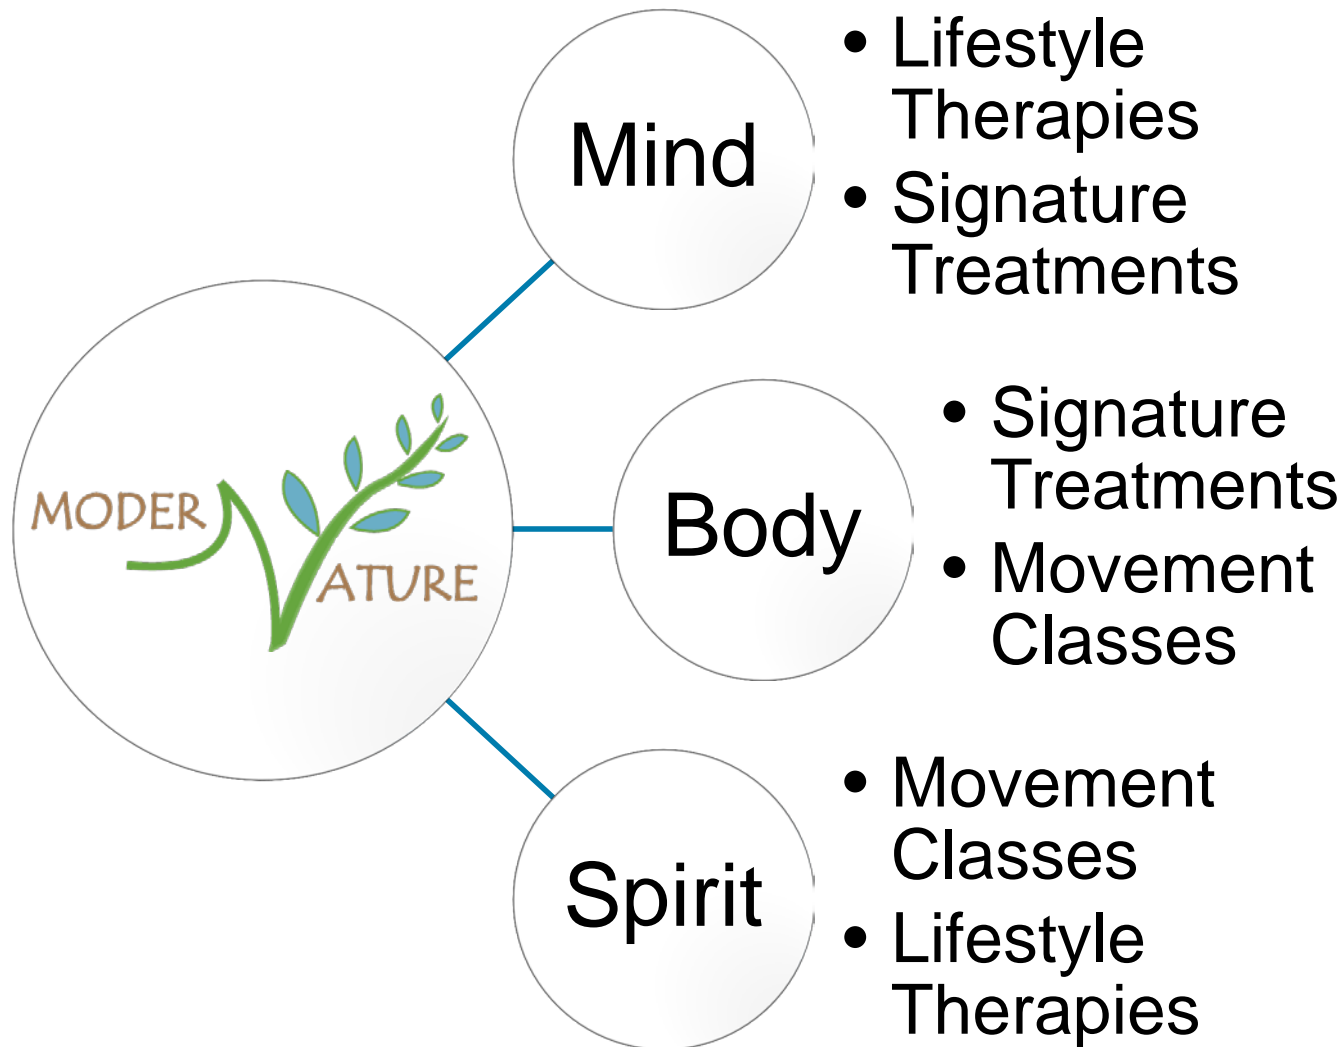 MODER
ATURE
Mind
• Lifestyle
Therapies
• Signature
Treatments
Body
• Signature
Treatments
• Movement
Classes
Spirit
• Movement
Classes
• Lifestyle
Therapies